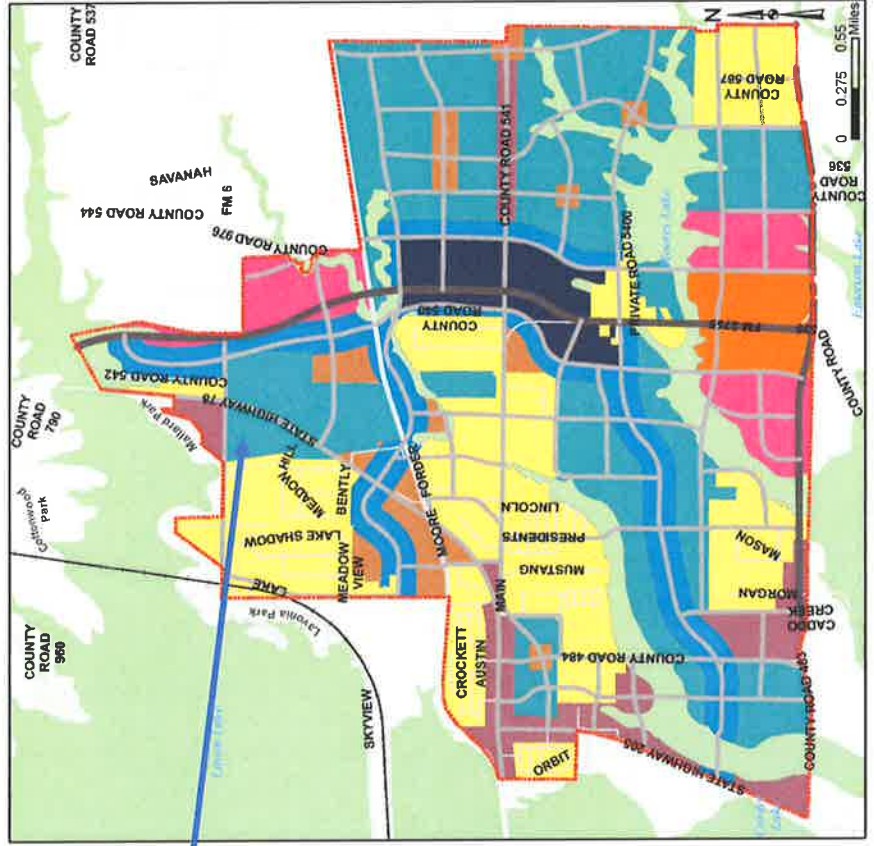 COUNTY
ROAD 537
COUNTY
ROAD
790
COUNTY
ROAD
960
Cottonwood
Park
Mallard Park
SAVANAH
COUNTY ROAD 544
FM 6
COUNTY ROAD 976
COUNTY ROAD 542
STATE HIGHWAY 78
MEADOW HILL
BENTLY
LAKE SHADOW
MEADOW
VIEW
LAKE
Lavonia Park
SKYVIEW
MOORE
FORDER
COUNTY
ROAD 540
COUNTY ROAD 541
LINCOLN
PRESIDENTS
MUSTANG
MAIN
CROCKETT
AUSTIN
COUNTY ROAD 484
ORBIT
STATE HIGHWAY 205
COUNTY ROAD 483
CADDO
CREEK
MORGAN
MASON
PRIVATE ROAD 5400
FM 2755
COUNTY ROAD
COUNTY
ROAD
536
COUNTY
ROAD 587
N
0 0.275 0.55
Miles